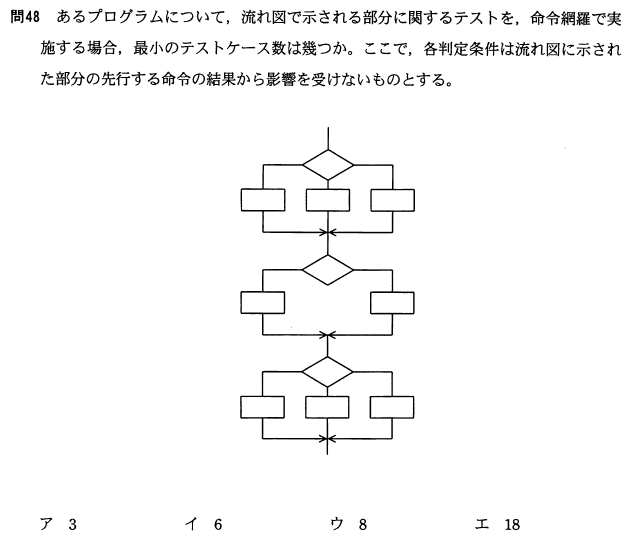 問48 あるプログラムについて，流れ図で示される部分に関するテストを，命令網羅で実
施する場合，最小のテストケース数は幾つか。ここで，各判定条件は流れ図に示され
た部分の先行する命令の結果から影響を受けないものとする。
ア 3 イ 6 ウ 8 エ 18